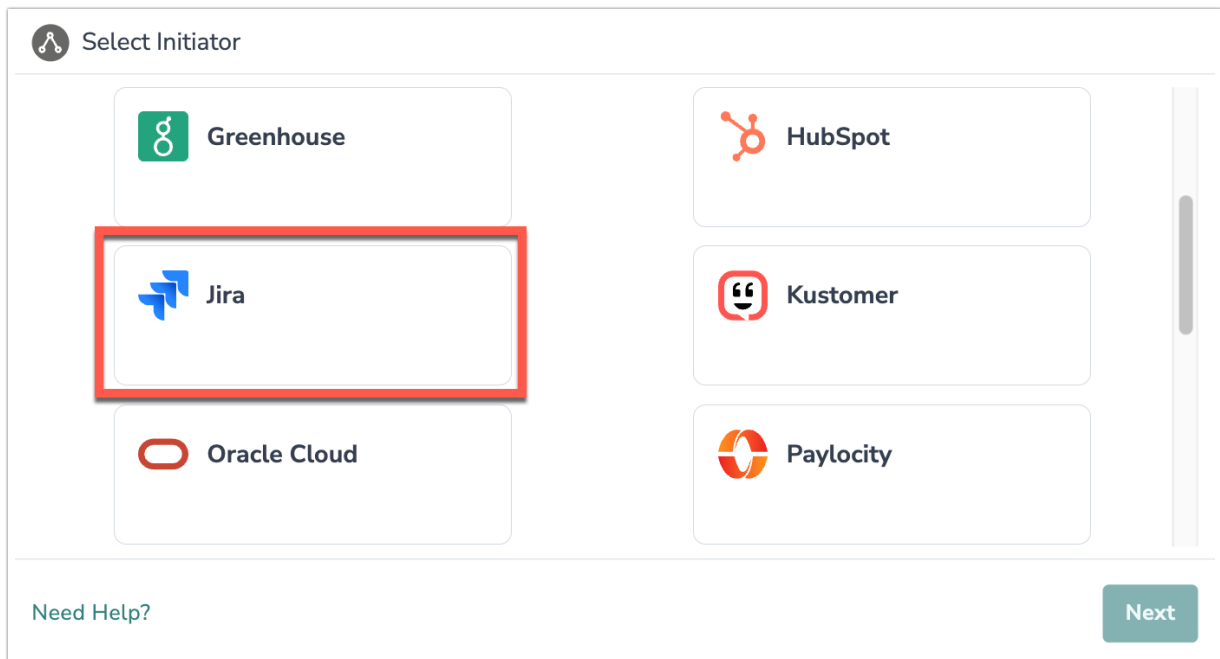 Select Initiator
Greenhouse
HubSpot
Jira
Kustomer
Oracle Cloud
Paylocity
Need Help?
Next